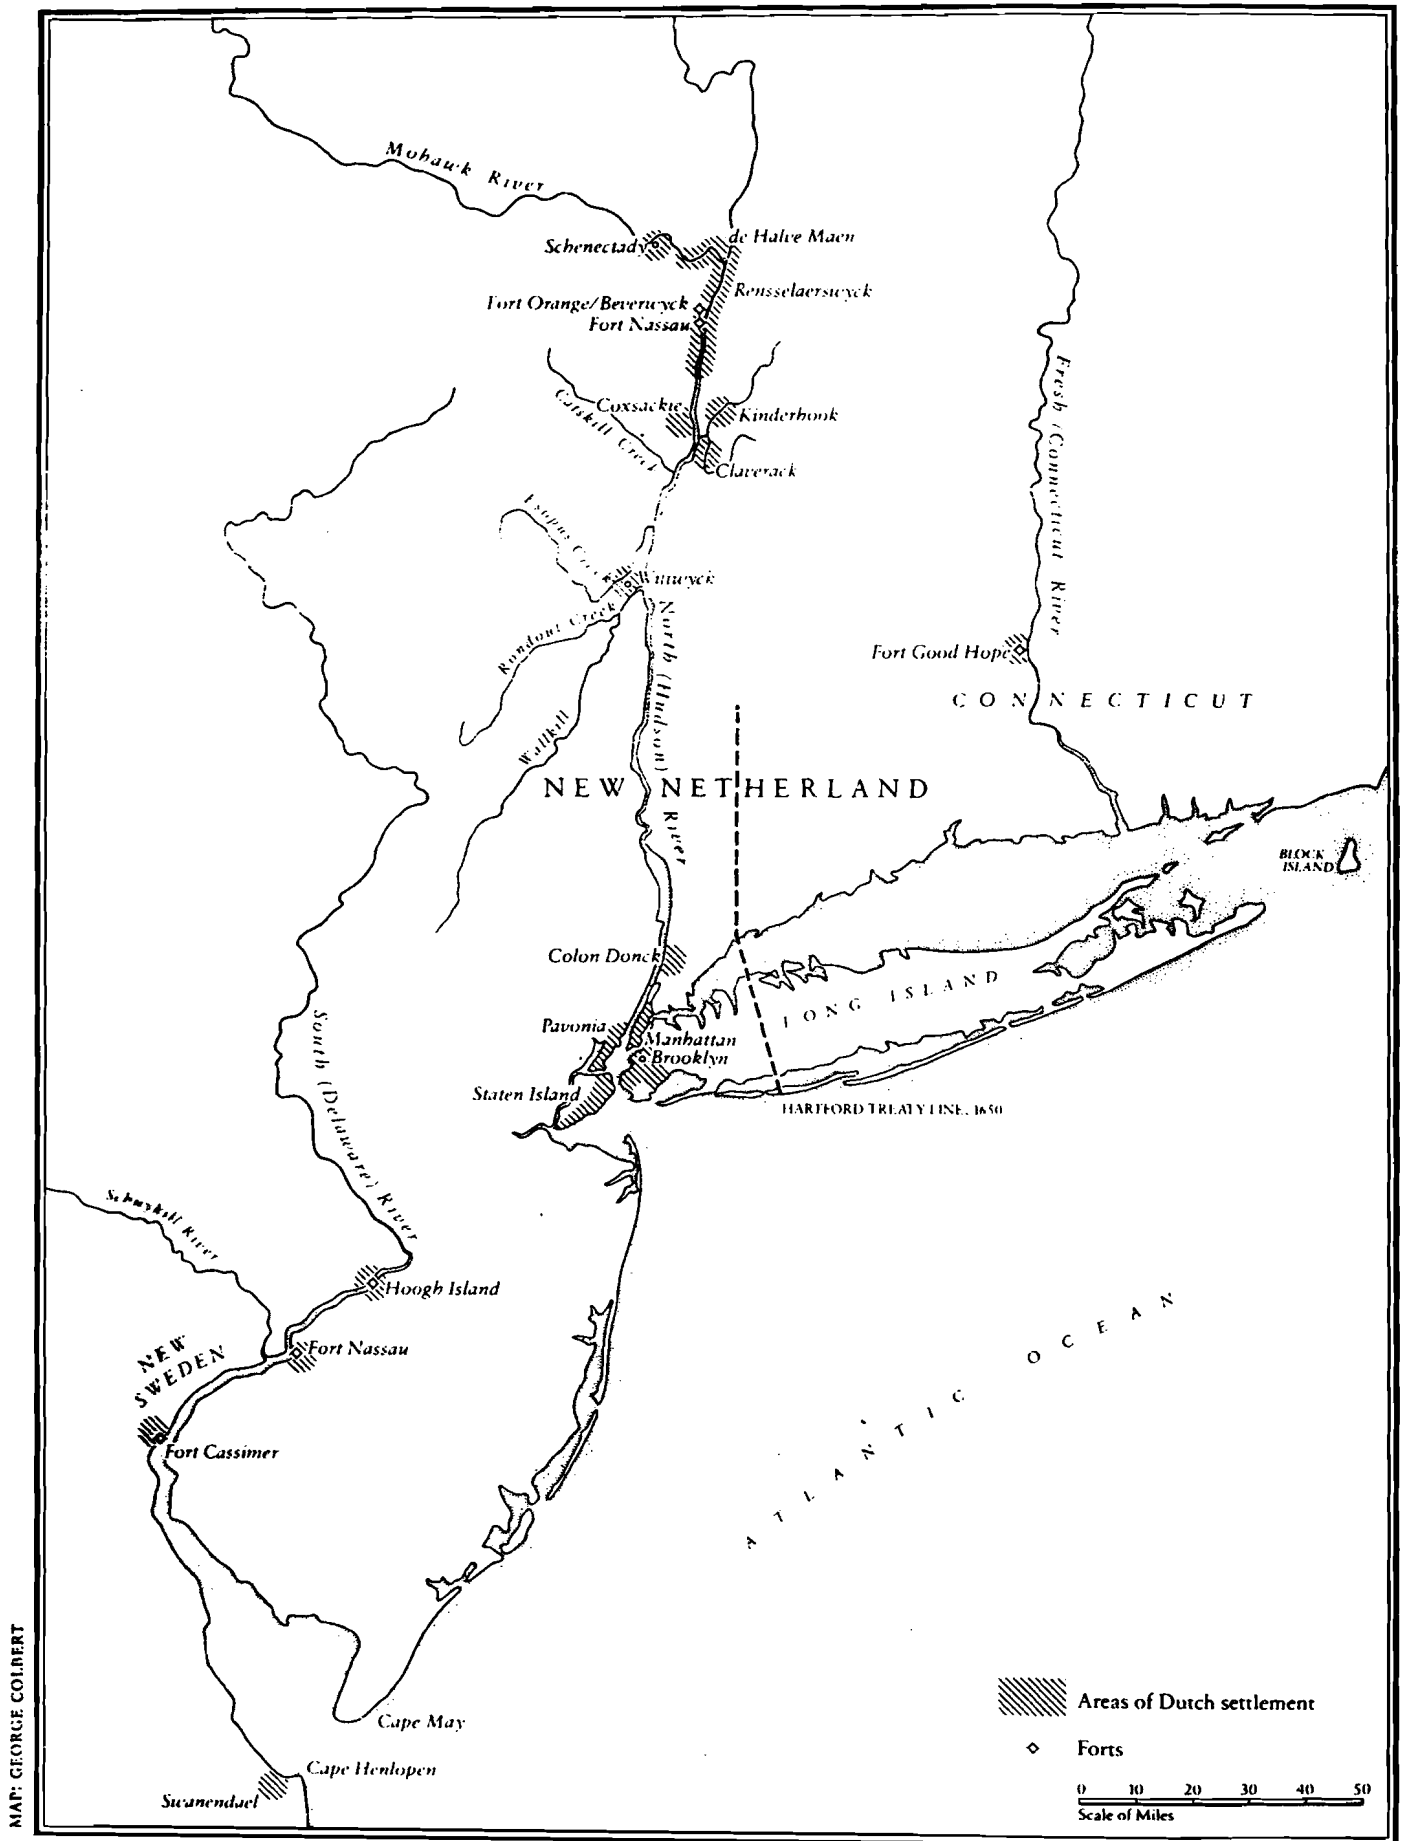 Mohawk River
Schenectady
de Halve Maen
Rensselaerswyck
Fort Orange/Beverwyck
Fort Nassau
Coxsackie
Catskill Creek
Kinderhook
Claverack
Esopus Creek
Wiltwyck
Rondout Creek
Wallkill
North (Hudson) River
Fresh (Connecticut) River
Fort Good Hope
CONNECTICUT
NEW NETHERLAND
BLOCK
ISLAND
Colon Donck
LONG ISLAND
Pavonia
Manhattan
Brooklyn
Staten Island
HARTFORD TREATY LINE, 1650
South (Delaware) River
Schuykill River
Hoogh Island
NEW
SWEDEN
Fort Nassau
Fort Cassimer
ATLANTIC OCEAN
Cape May
Cape Henlopen
Swanendael
Areas of Dutch settlement
Forts
0 10 20 30 40 50
Scale of Miles
MAP: GEORGE COLBERT